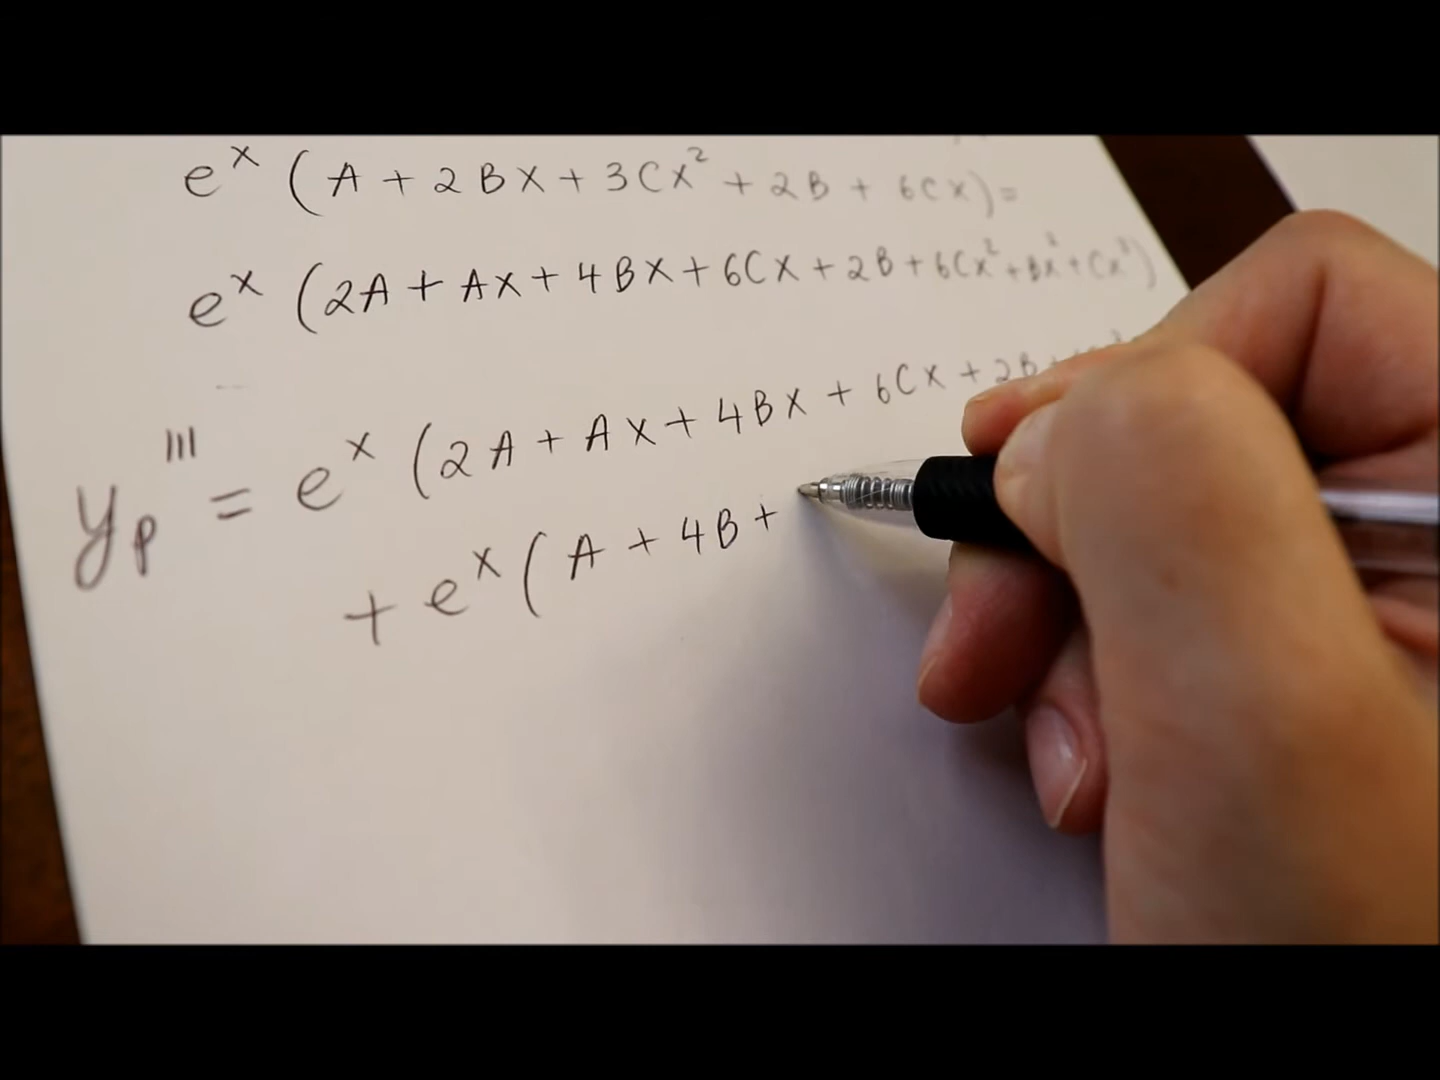 e^x (A + 2BX + 3CX^2 + 2B + 6CX) =
e^x (2A + AX + 4BX + 6CX + 2B + 6CX^2 + BX^2 + CX^3)
y_p''' = e^x (2A + AX + 4BX + 6CX + 2B +
+ e^x (A + 4B +